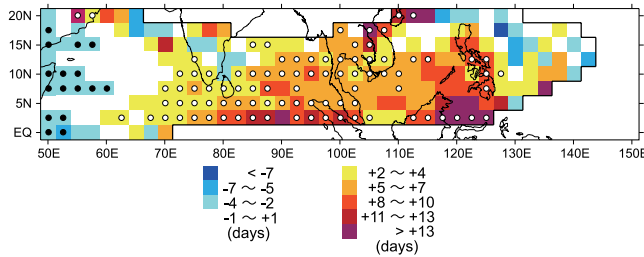 20N
15N
10N
5N
EQ
50E 60E 70E 80E 90E 100E 110E 120E 130E 140E 150E
< -7
-7 ～ -5
-4 ～ -2
-1 ～ +1
(days)
+2 ～ +4
+5 ～ +7
+8 ～ +10
+11 ～ +13
> +13
(days)